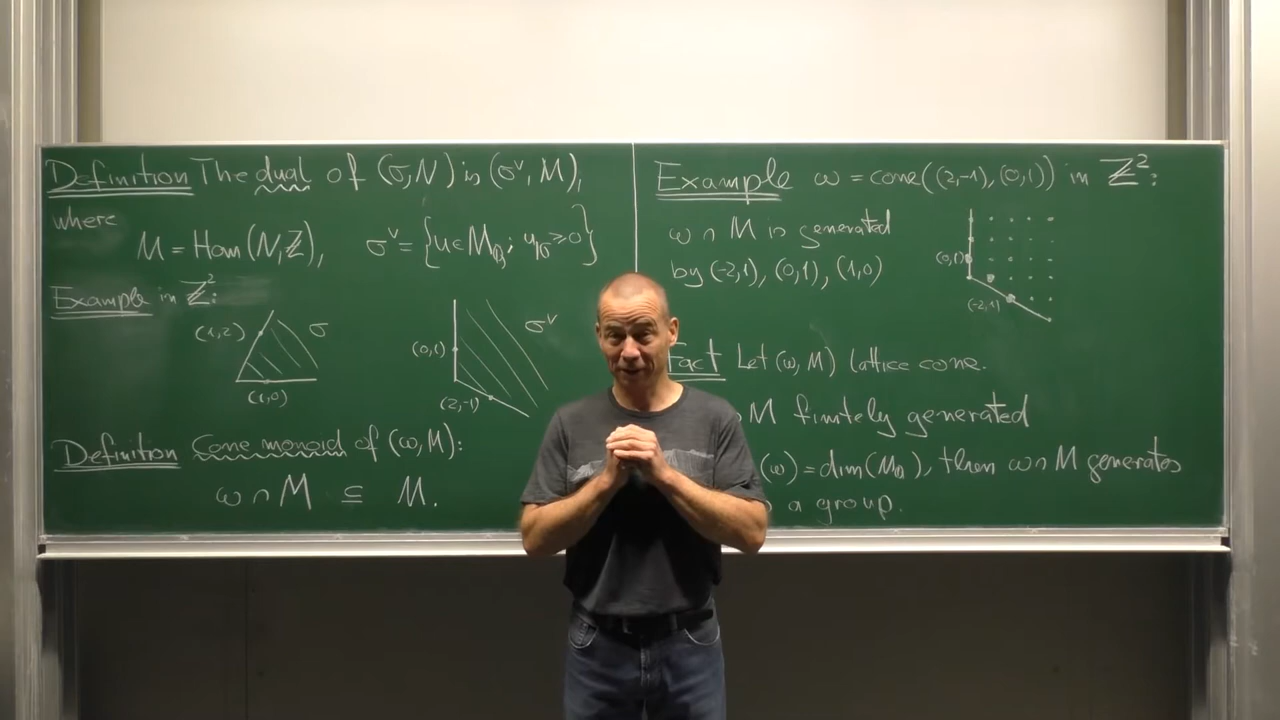 Definition The dual of (σ,N) is (σ^v, M),
where
M = Hom(N,ℤ), σ^v = {u∈M_ℚ; u|_σ ≥ 0}
Example in ℤ²:
(1,2) σ
(1,0)
(0,1) σ^v
(2,-1)
Definition Cone monoid of (ω,M):
ω ∩ M ⊆ M.
Example ω = cone((2,-1), (0,1)) in ℤ²:
ω ∩ M is generated
by (-2,1), (0,1), (1,0)
(0,1)
(-2,1)
Fact Let (ω, M) lattice cone.
M finitely generated
(ω) = dim(M_ℚ), then ω ∩ M generates
a group.